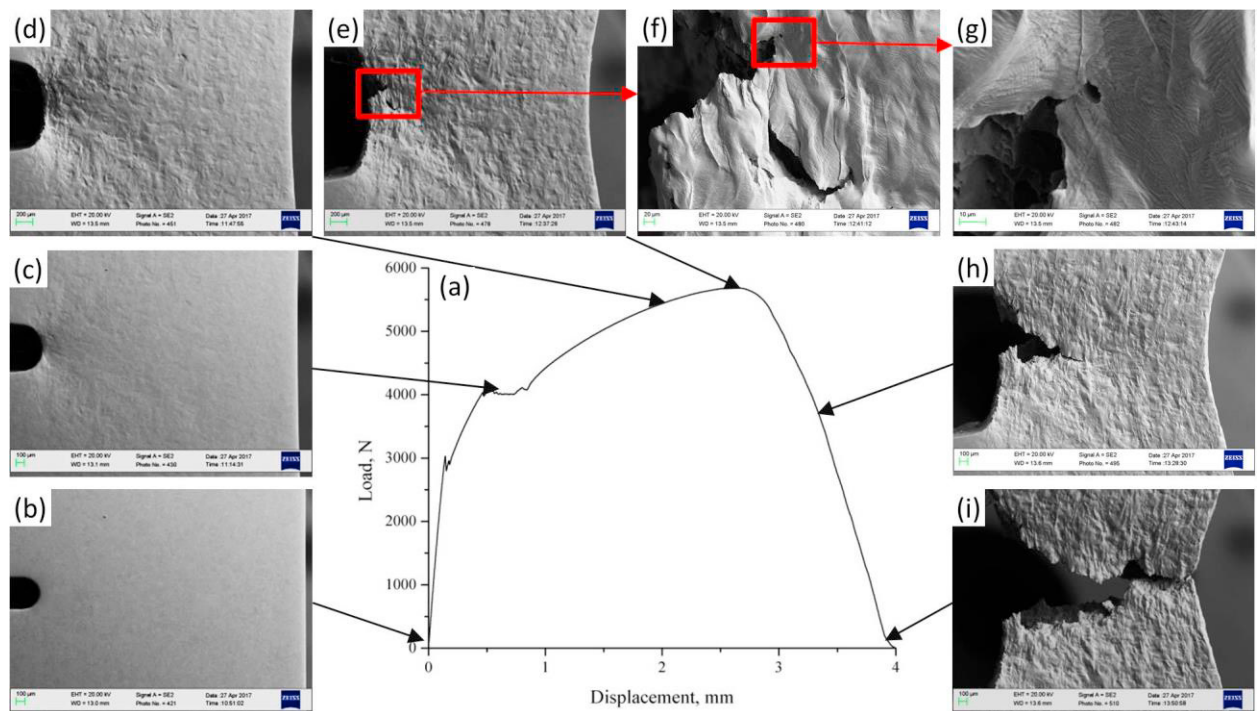 (d)
200 µm
EHT = 20.00 kV Signal A = SE2 Date :27 Apr 2017
WD = 13.5 mm Photo No. = 451 Time :11:47:55
ZEISS
(e)
200 µm
EHT = 20.00 kV Signal A = SE2 Date :27 Apr 2017
WD = 13.5 mm Photo No. = 478 Time :12:37:28
ZEISS
(f)
20 µm
EHT = 20.00 kV Signal A = SE2 Date :27 Apr 2017
WD = 13.5 mm Photo No. = 480 Time :12:41:12
ZEISS
(g)
10 µm
EHT = 20.00 kV Signal A = SE2 Date :27 Apr 2017
WD = 13.5 mm Photo No. = 482 Time :12:43:14
ZEISS
(c)
100 µm
EHT = 20.00 kV Signal A = SE2 Date :27 Apr 2017
WD = 13.1 mm Photo No. = 430 Time :11:14:31
ZEISS
(b)
100 µm
EHT = 20.00 kV Signal A = SE2 Date :27 Apr 2017
WD = 13.0 mm Photo No. = 421 Time :10:51:02
ZEISS
(a)
6000
5000
4000
3000
2000
1000
0
Load, N
0 1 2 3 4
Displacement, mm
(h)
100 µm
EHT = 20.00 kV Signal A = SE2 Date :27 Apr 2017
WD = 13.6 mm Photo No. = 495 Time :13:28:30
ZEISS
(i)
100 µm
EHT = 20.00 kV Signal A = SE2 Date :27 Apr 2017
WD = 13.6 mm Photo No. = 510 Time :13:50:58
ZEISS